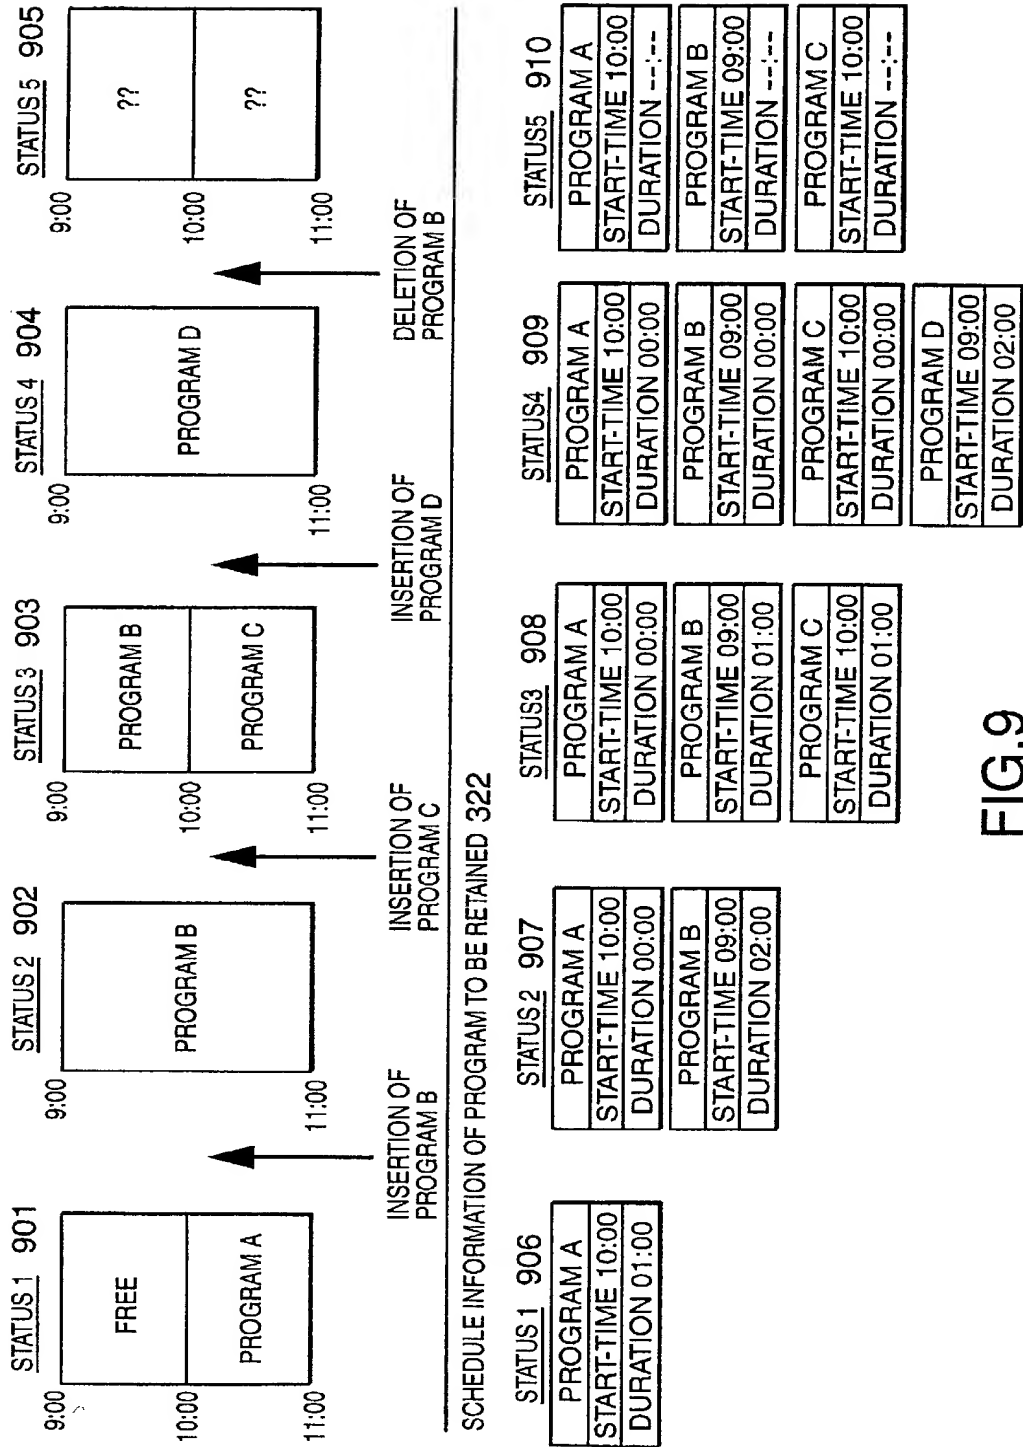 STATUS 1 901
9:00
FREE
10:00
PROGRAM A
11:00
INSERTION OF
PROGRAM B
STATUS 2 902
9:00
PROGRAM B
11:00
INSERTION OF
PROGRAM C
STATUS 3 903
9:00
PROGRAM B
10:00
PROGRAM C
11:00
INSERTION OF
PROGRAM D
STATUS 4 904
9:00
PROGRAM D
11:00
DELETION OF
PROGRAM B
STATUS 5 905
9:00
??
10:00
??
11:00
SCHEDULE INFORMATION OF PROGRAM TO BE RETAINED 322
STATUS 1 906
PROGRAM A
START-TIME 10:00
DURATION 01:00
STATUS 2 907
PROGRAM A
START-TIME 10:00
DURATION 00:00
PROGRAM B
START-TIME 09:00
DURATION 02:00
STATUS3 908
PROGRAM A
START-TIME 10:00
DURATION 00:00
PROGRAM B
START-TIME 09:00
DURATION 01:00
PROGRAM C
START-TIME 10:00
DURATION 01:00
STATUS4 909
PROGRAM A
START-TIME 10:00
DURATION 00:00
PROGRAM B
START-TIME 09:00
DURATION 00:00
PROGRAM C
START-TIME 10:00
DURATION 00:00
PROGRAM D
START-TIME 09:00
DURATION 02:00
STATUS5 910
PROGRAM A
START-TIME 10:00
DURATION --:--
PROGRAM B
START-TIME 09:00
DURATION --:--
PROGRAM C
START-TIME 10:00
DURATION --:--
FIG.9